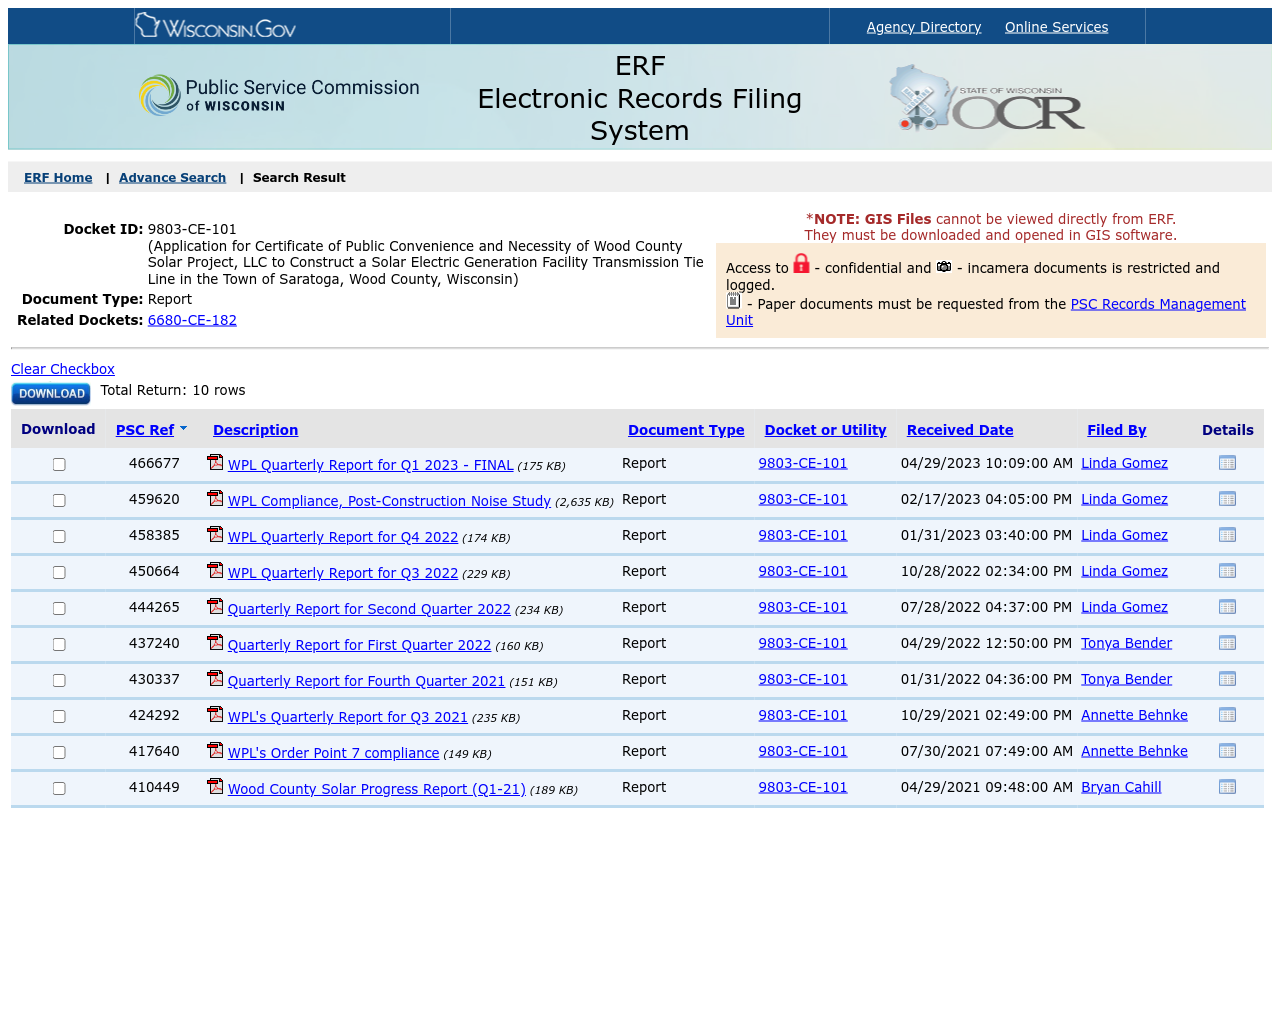 WISCONSIN.GOV
Agency Directory Online Services
Public Service Commission
of WISCONSIN
ERF
Electronic Records Filing
System
STATE OF WISCONSIN
OCR
ERF Home | Advance Search | Search Result
Docket ID: 9803-CE-101
(Application for Certificate of Public Convenience and Necessity of Wood County
Solar Project, LLC to Construct a Solar Electric Generation Facility Transmission Tie
Line in the Town of Saratoga, Wood County, Wisconsin)
Document Type: Report
Related Dockets: 6680-CE-182
*NOTE: GIS Files cannot be viewed directly from ERF.
They must be downloaded and opened in GIS software.
Access to - confidential and - incamera documents is restricted and
logged.
- Paper documents must be requested from the PSC Records Management
Unit
Clear Checkbox
DOWNLOAD Total Return: 10 rows
Download PSC Ref Description Document Type Docket or Utility Received Date Filed By Details
466677 WPL Quarterly Report for Q1 2023 - FINAL (175 KB) Report 9803-CE-101 04/29/2023 10:09:00 AM Linda Gomez
459620 WPL Compliance, Post-Construction Noise Study (2,635 KB) Report 9803-CE-101 02/17/2023 04:05:00 PM Linda Gomez
458385 WPL Quarterly Report for Q4 2022 (174 KB) Report 9803-CE-101 01/31/2023 03:40:00 PM Linda Gomez
450664 WPL Quarterly Report for Q3 2022 (229 KB) Report 9803-CE-101 10/28/2022 02:34:00 PM Linda Gomez
444265 Quarterly Report for Second Quarter 2022 (234 KB) Report 9803-CE-101 07/28/2022 04:37:00 PM Linda Gomez
437240 Quarterly Report for First Quarter 2022 (160 KB) Report 9803-CE-101 04/29/2022 12:50:00 PM Tonya Bender
430337 Quarterly Report for Fourth Quarter 2021 (151 KB) Report 9803-CE-101 01/31/2022 04:36:00 PM Tonya Bender
424292 WPL's Quarterly Report for Q3 2021 (235 KB) Report 9803-CE-101 10/29/2021 02:49:00 PM Annette Behnke
417640 WPL's Order Point 7 compliance (149 KB) Report 9803-CE-101 07/30/2021 07:49:00 AM Annette Behnke
410449 Wood County Solar Progress Report (Q1-21) (189 KB) Report 9803-CE-101 04/29/2021 09:48:00 AM Bryan Cahill